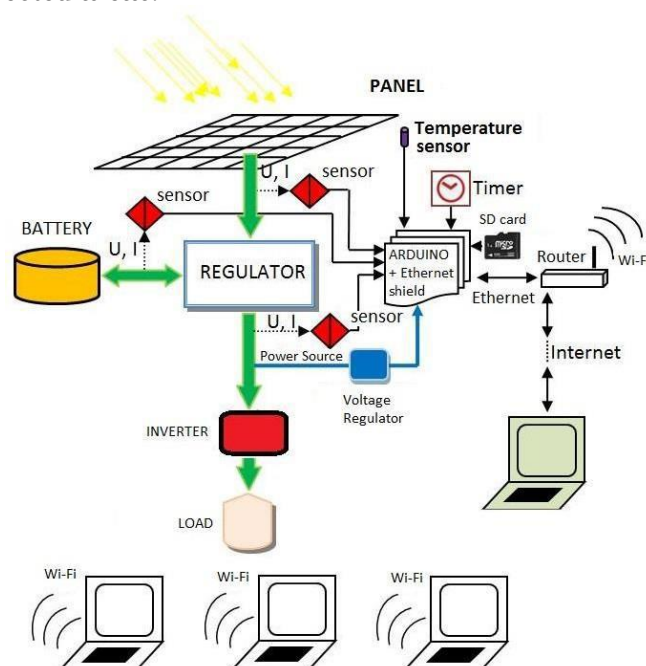 PANEL
Temperature
sensor
U, I
sensor
Timer
sensor
SD card
BATTERY
U, I
REGULATOR
ARDUINO
+ Ethernet
shield
Router
Wi-F
Ethernet
U, I
sensor
Power Source
Internet
Voltage
Regulator
INVERTER
LOAD
Wi-Fi
Wi-Fi
Wi-Fi